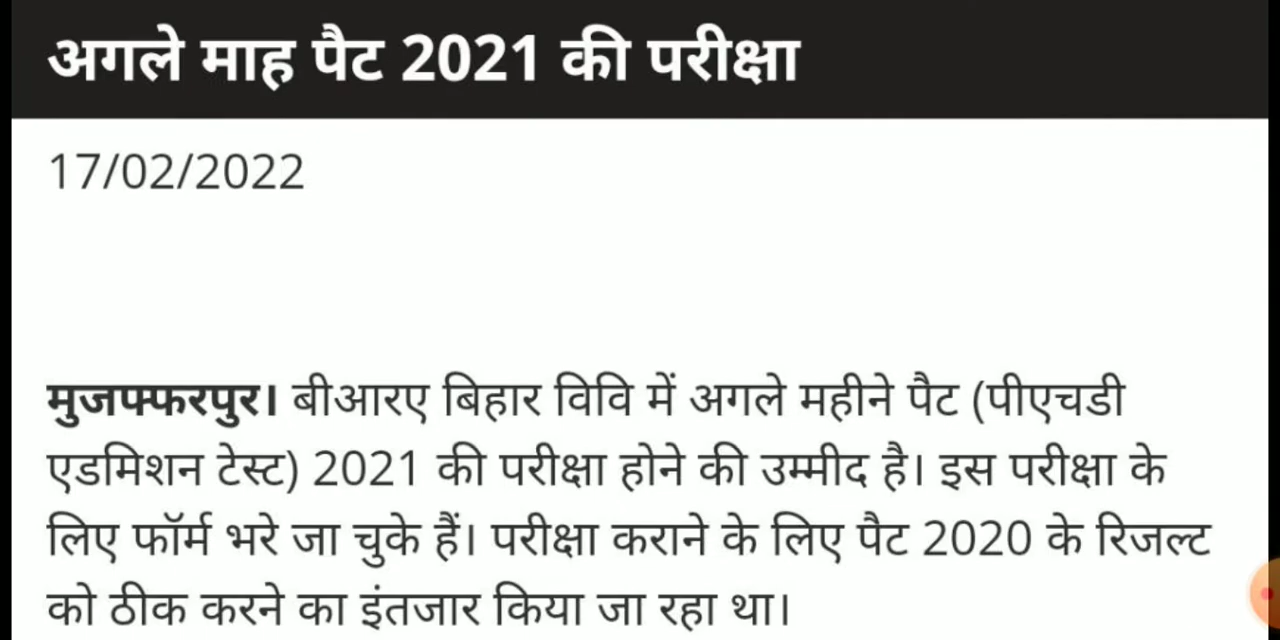 अगले माह पैट 2021 की परीक्षा
17/02/2022
मुजफ्फरपुर। बीआरए बिहार विवि में अगले महीने पैट (पीएचडी
एडमिशन टेस्ट) 2021 की परीक्षा होने की उम्मीद है। इस परीक्षा के
लिए फॉर्म भरे जा चुके हैं। परीक्षा कराने के लिए पैट 2020 के रिजल्ट
को ठीक करने का इंतजार किया जा रहा था।